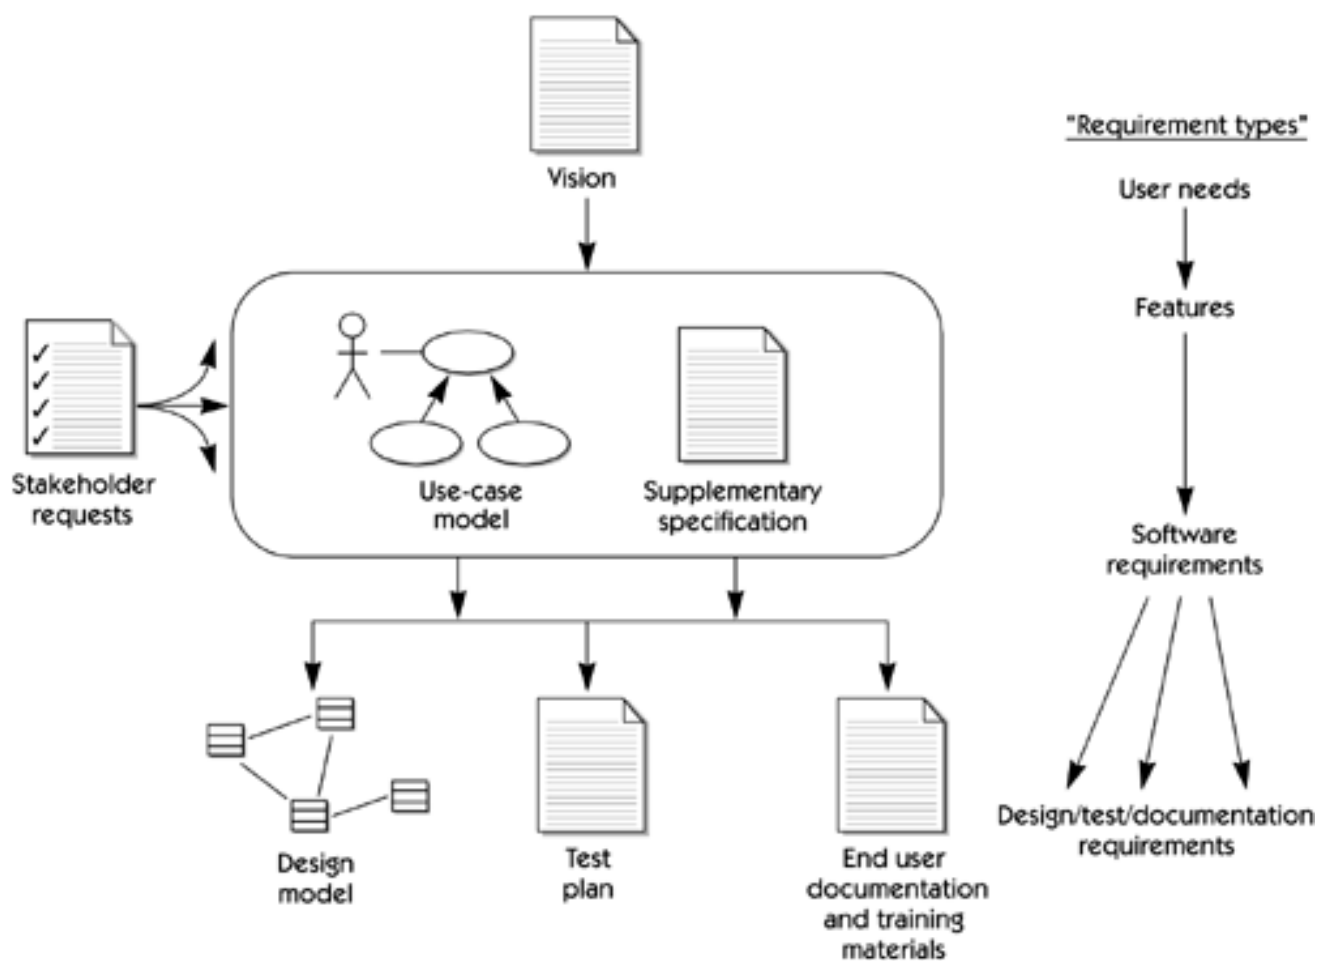 Vision
"Requirement types"
User needs
Features
Stakeholder
requests
Use-case
model
Supplementary
specification
Software
requirements
Design
model
Test
plan
End user
documentation
and training
materials
Design/test/documentation
requirements